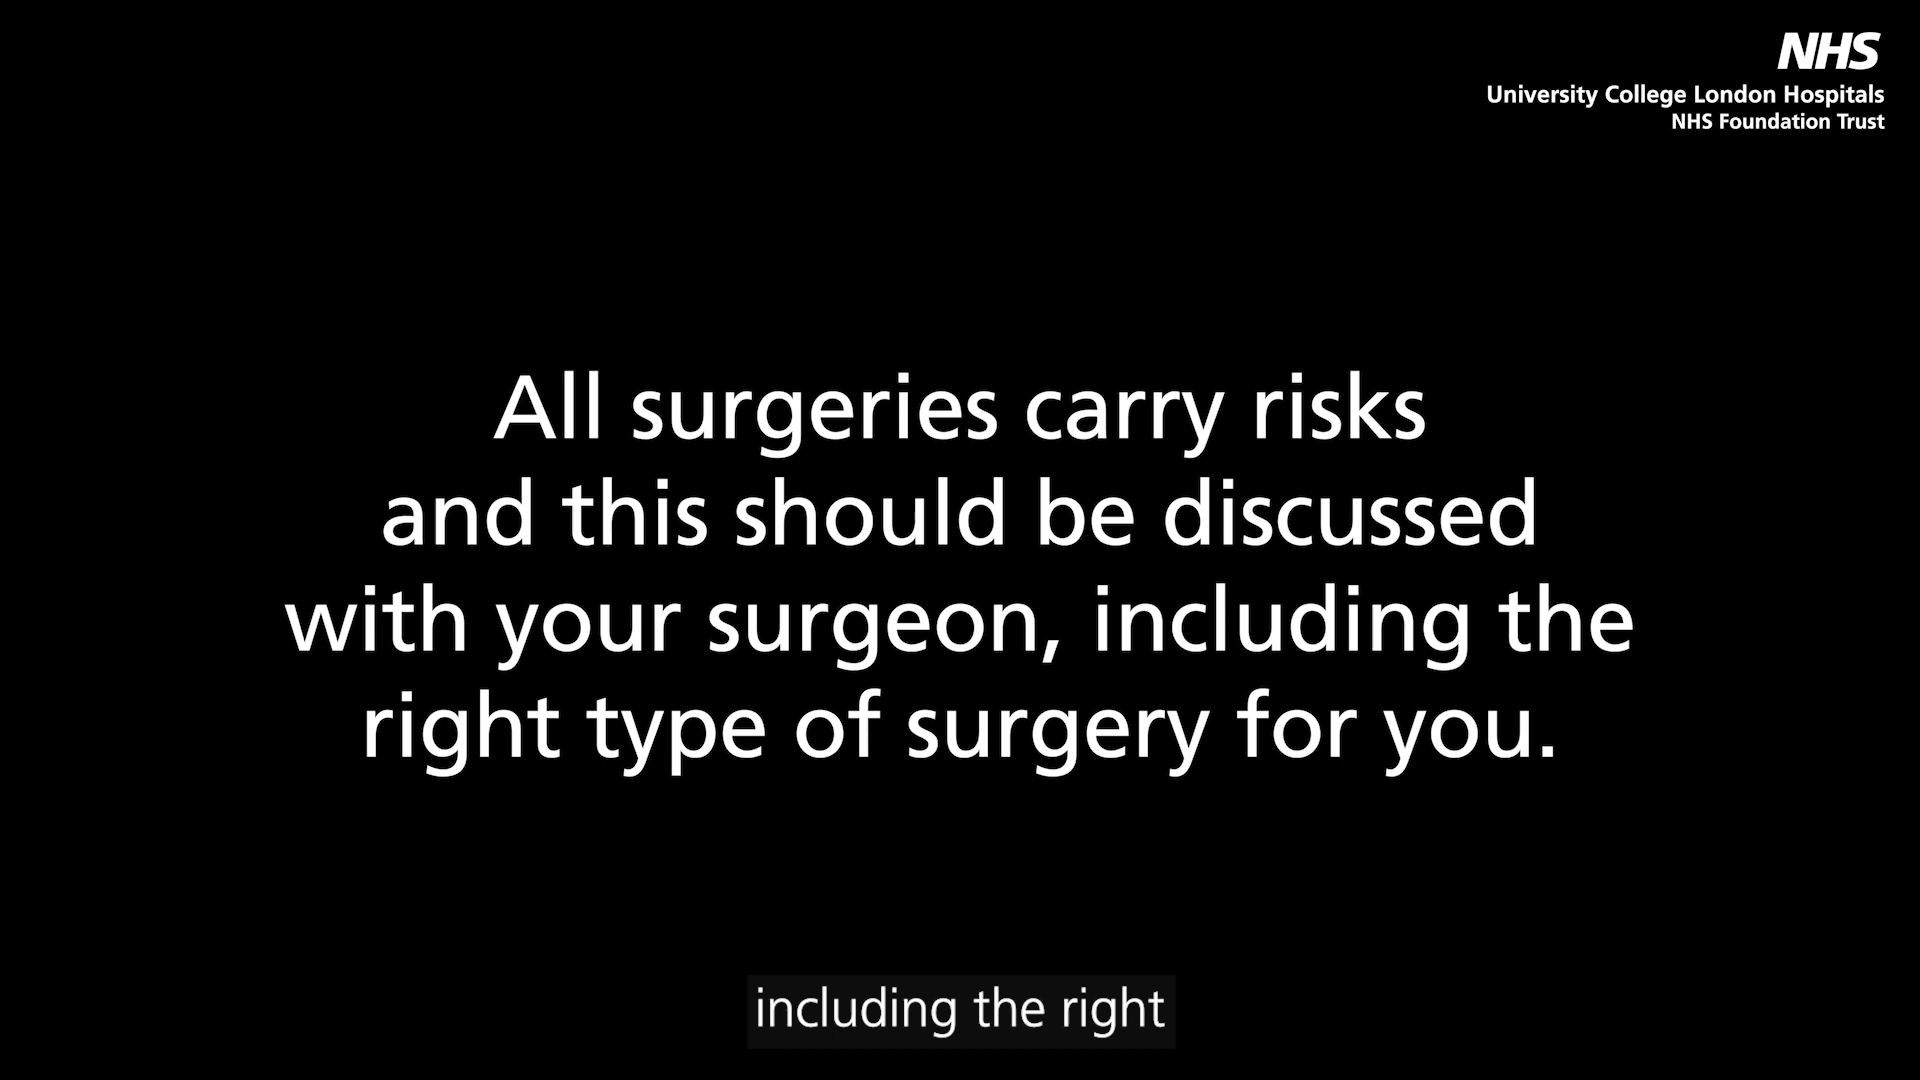 NHS
University College London Hospitals
NHS Foundation Trust
All surgeries carry risks
and this should be discussed
with your surgeon, including the
right type of surgery for you.
including the right